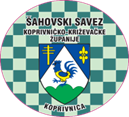 ŠAHOVSKI SAVEZ
KOPRIVNIČKO-KRIŽEVAČKE
ŽUPANIJE
KOPRIVNICA